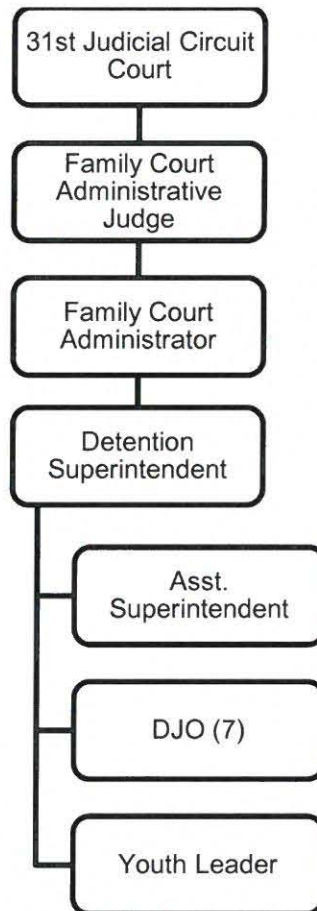 31st Judicial Circuit
Court
Family Court
Administrative
Judge
Family Court
Administrator
Detention
Superintendent
Asst.
Superintendent
DJO (7)
Youth Leader